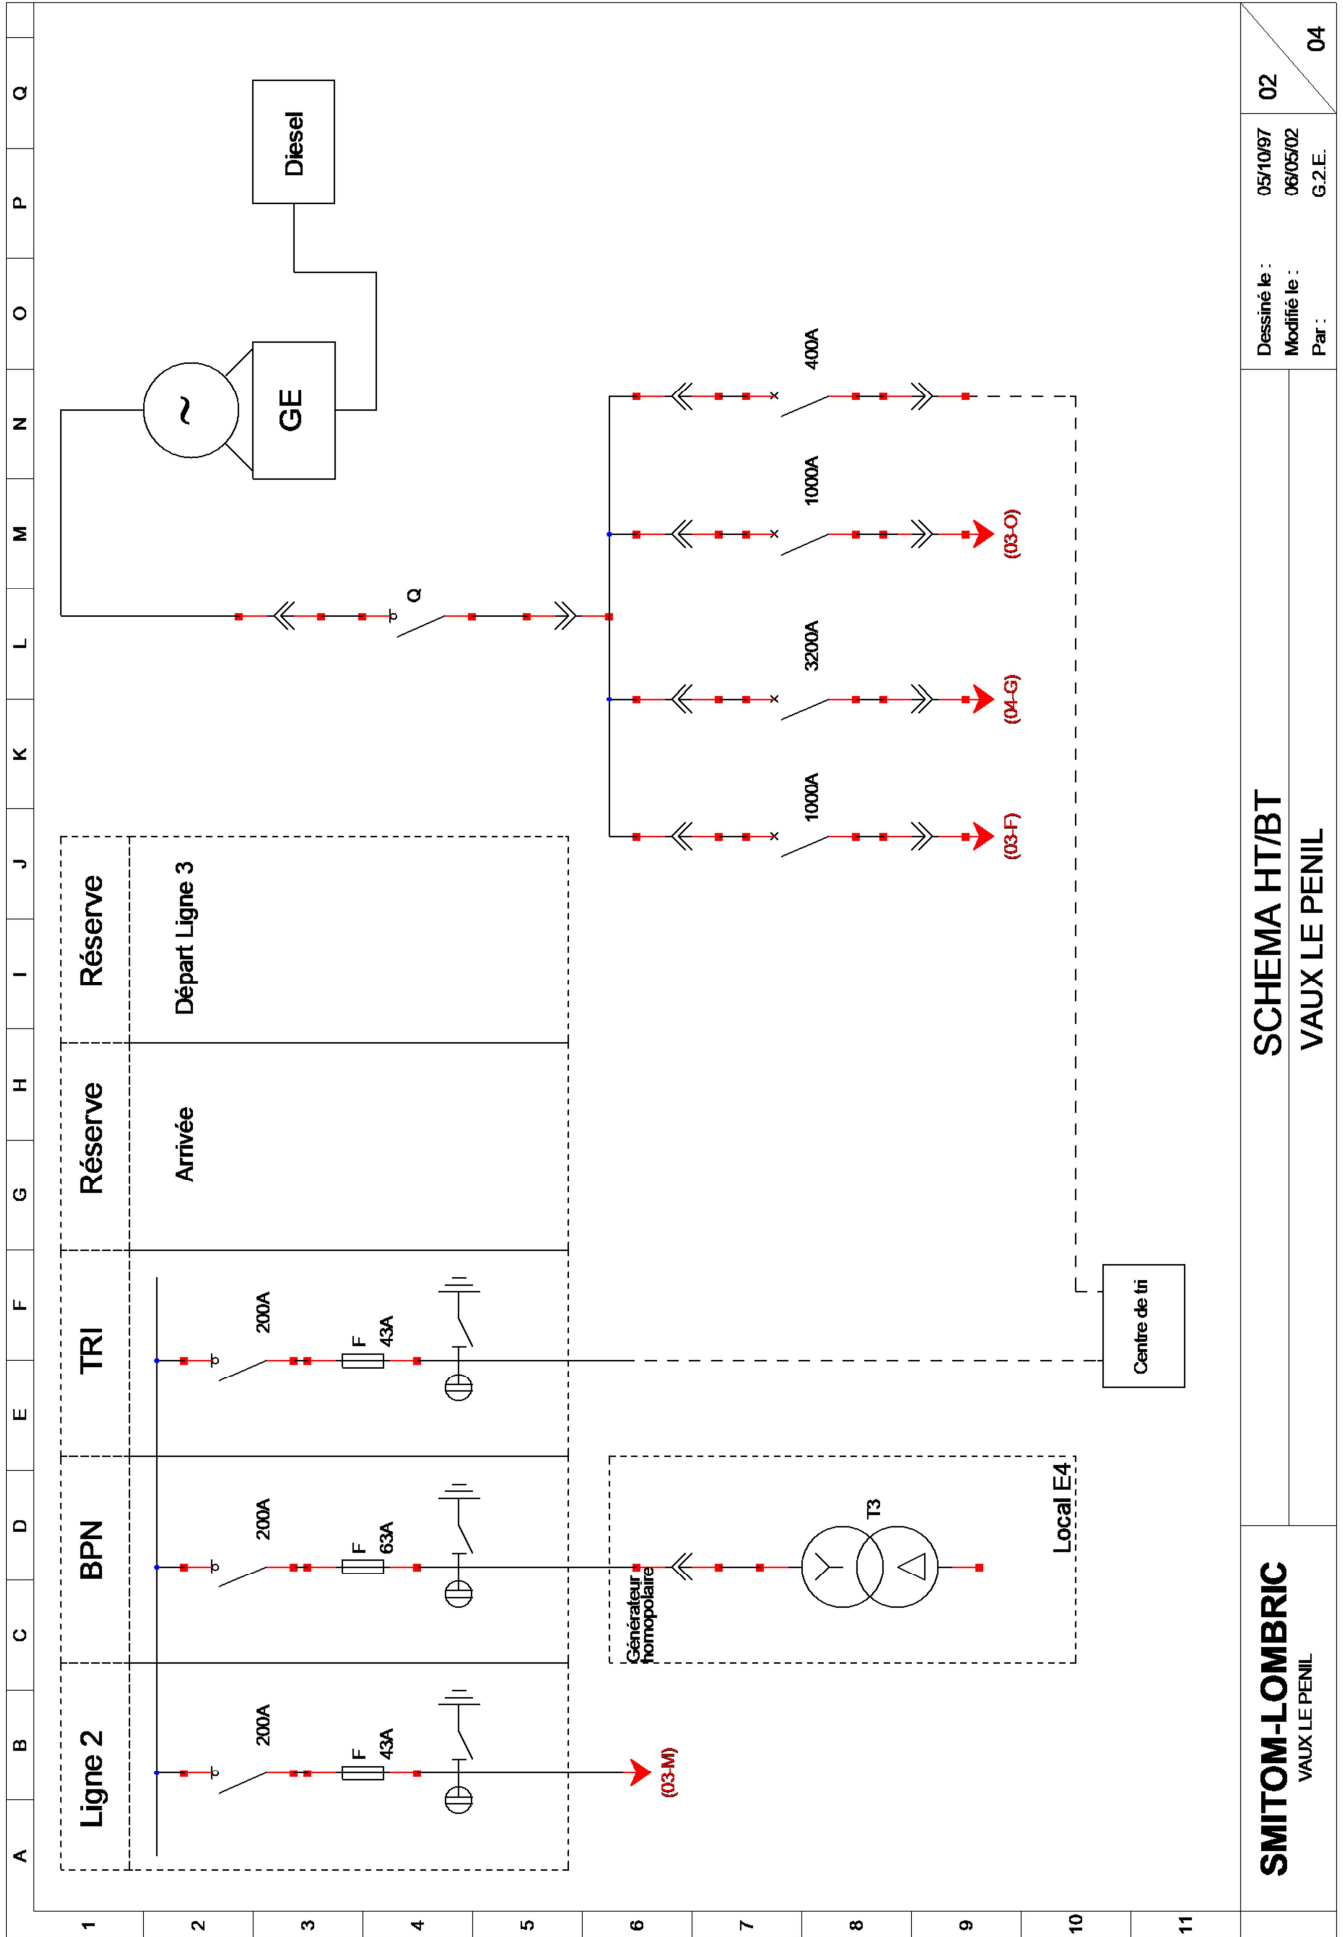 A B C D E F G H I J K L M N O P Q
1
2
3
4
5
6
7
8
9
10
11
Ligne 2
BPN
TRI
Réserve
Réserve
Arrivée
Départ Ligne 3
200A
F
43A
(03-M)
200A
F
63A
200A
F
43A
Générateur
homopolaire
T3
Local E4
Centre de tri
~
GE
Diesel
Q
1000A
(03-F)
3200A
(04-G)
1000A
(03-O)
400A
SMITOM-LOMBRIC
VAUX LE PENIL
SCHEMA HT/BT
VAUX LE PENIL
Dessiné le : 05/10/97
Modifié le : 06/05/02
Par : G.2.E.
02
04